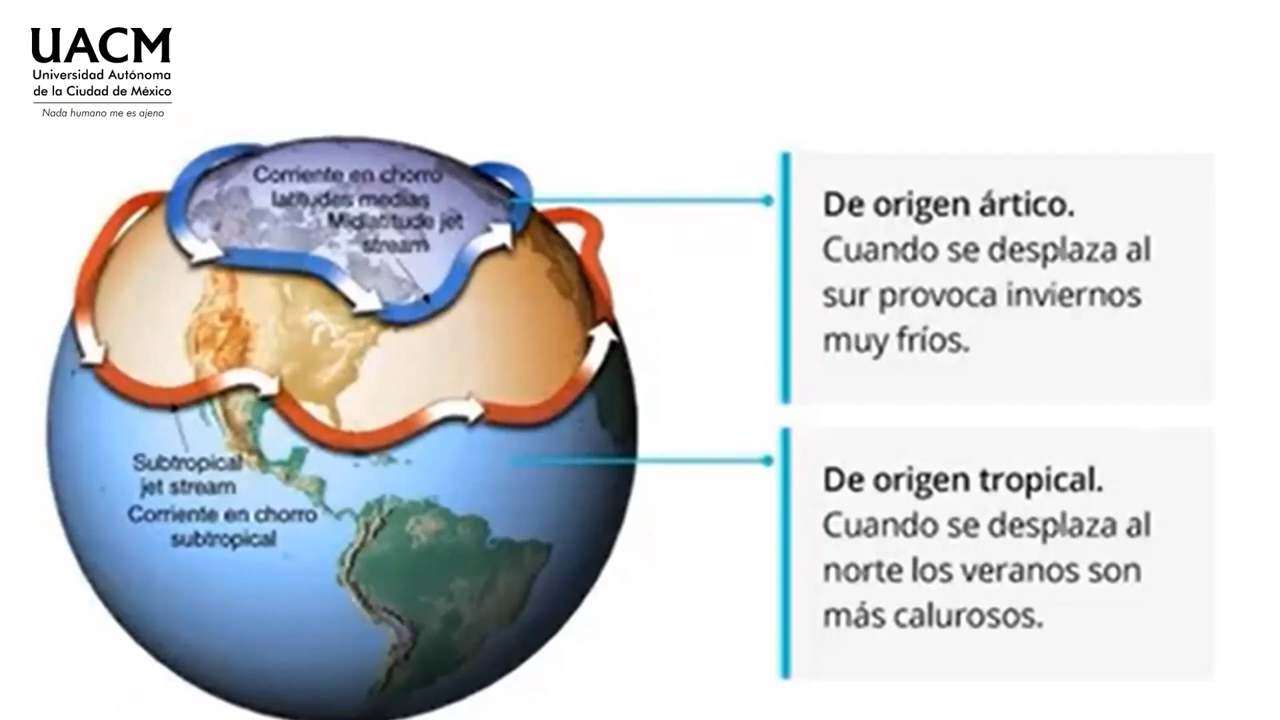 UACM
Universidad Autónoma
de la Ciudad de México
Nada humano me es ajeno
Corriente en chorro
latitudes medias
Midlatitude jet
stream
Subtropical
jet stream
Corriente en chorro
subtropical
De origen ártico.
Cuando se desplaza al
sur provoca inviernos
muy fríos.
De origen tropical.
Cuando se desplaza al
norte los veranos son
más calurosos.